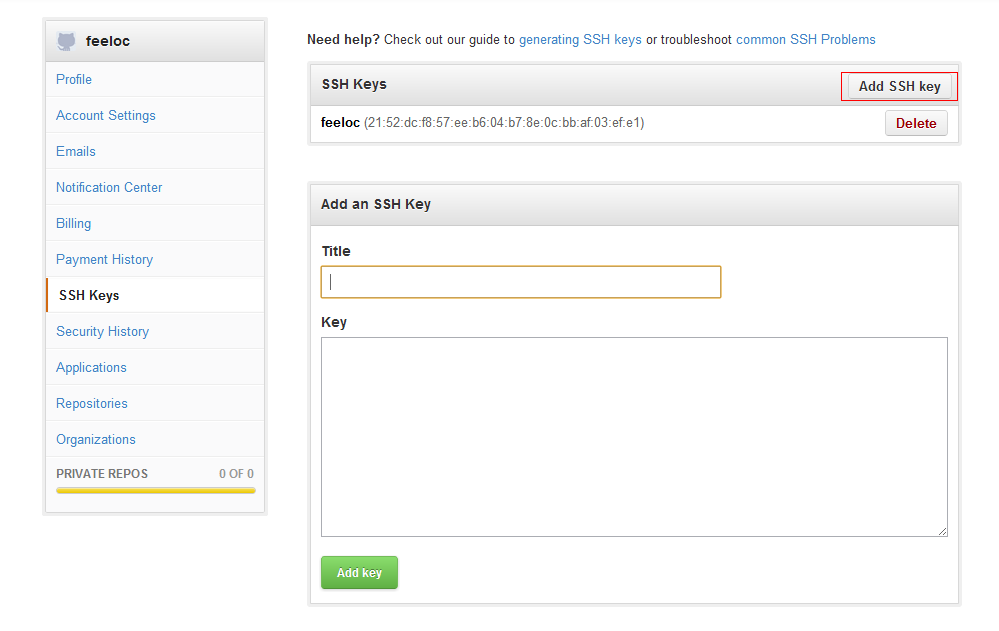 feeloc
Profile
Account Settings
Emails
Notification Center
Billing
Payment History
SSH Keys
Security History
Applications
Repositories
Organizations
PRIVATE REPOS 0 OF 0
Need help? Check out our guide to generating SSH keys or troubleshoot common SSH Problems
SSH Keys Add SSH key
feeloc (21:52:dc:f8:57:ee:b6:04:b7:8e:0c:bb:af:03:ef:e1) Delete
Add an SSH Key
Title
Key
Add key